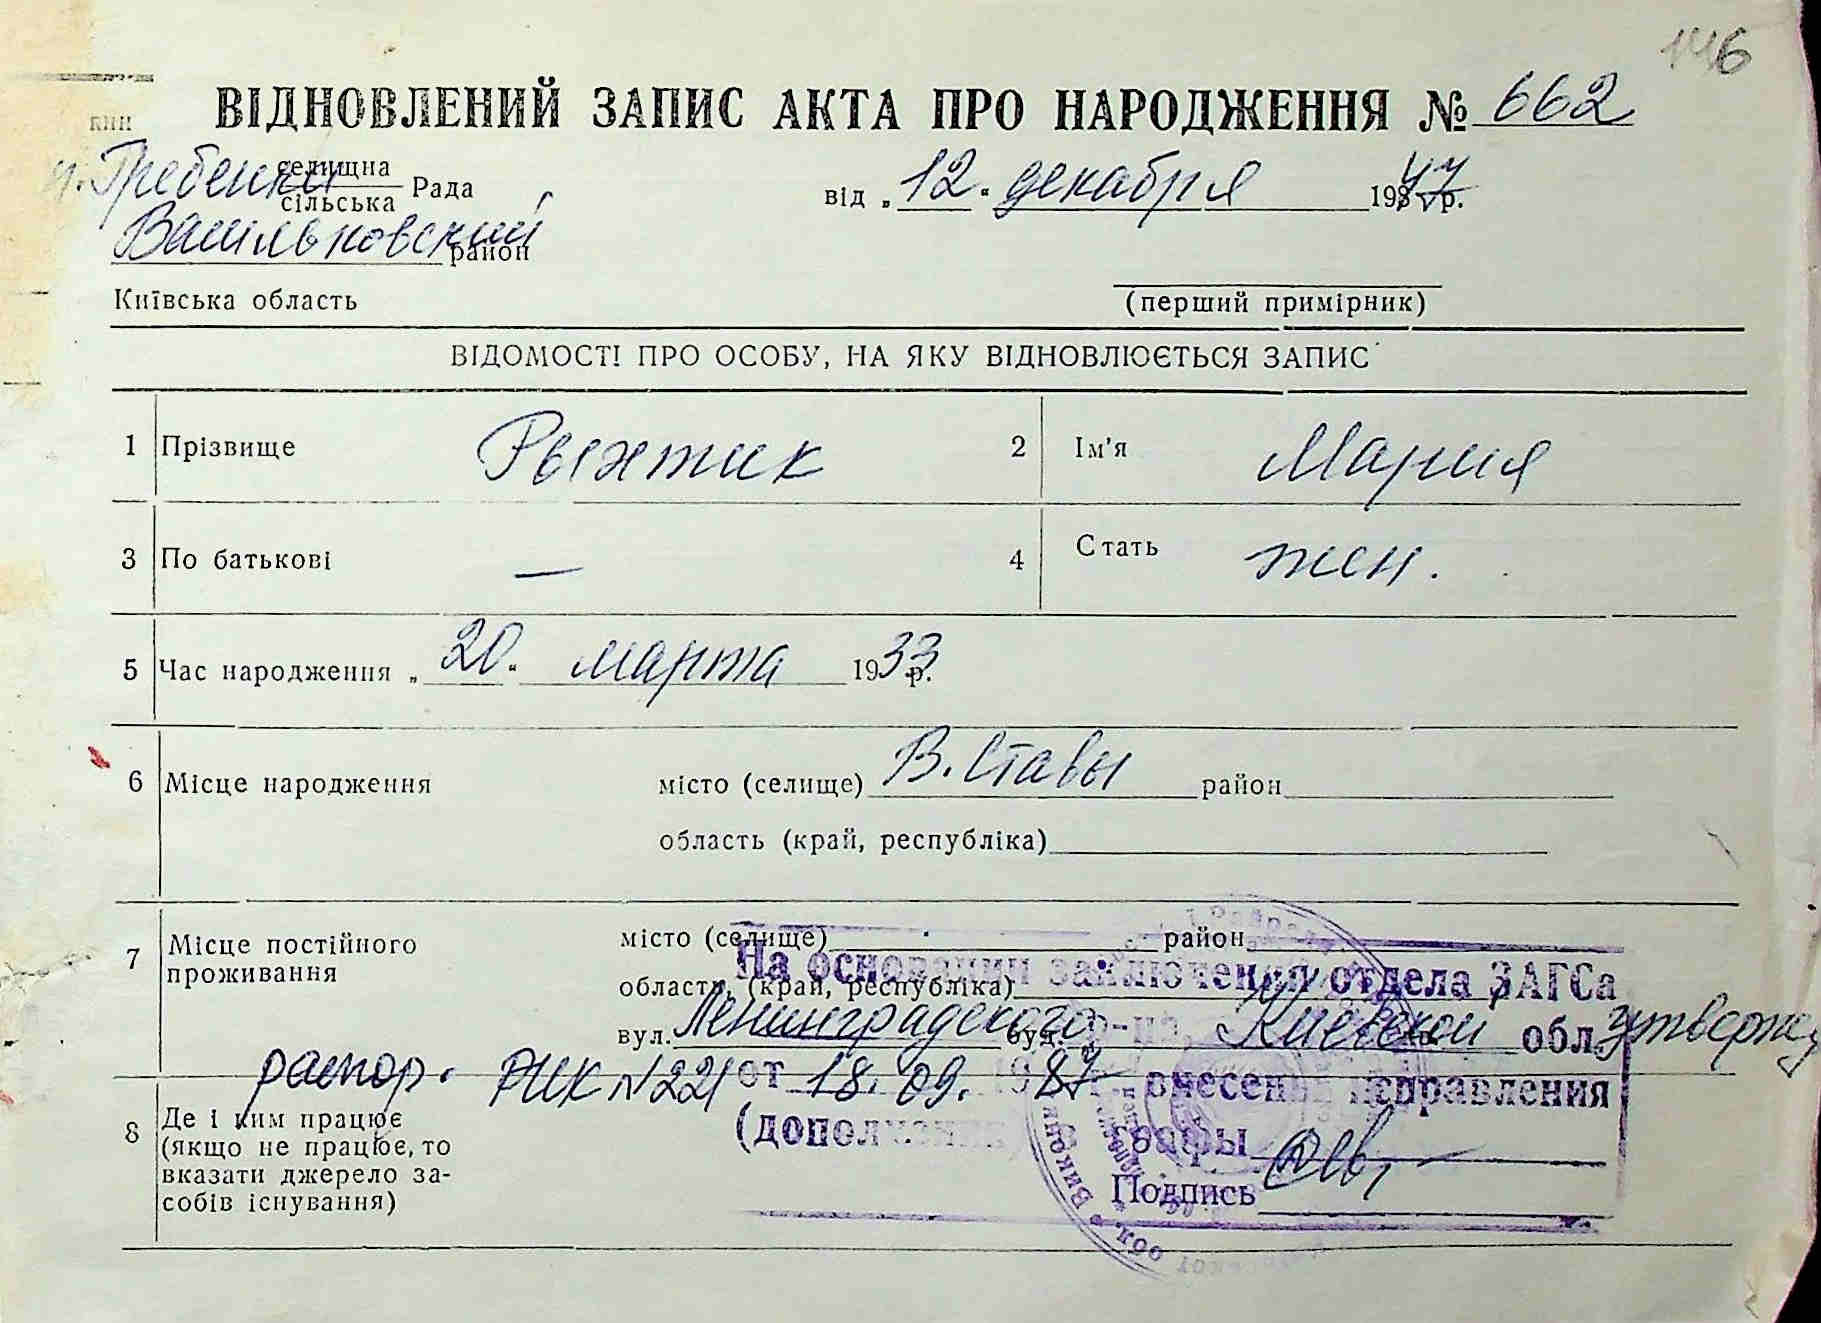 146
ВІДНОВЛЕНИЙ ЗАПИС АКТА ПРО НАРОДЖЕННЯ № 662
п. Гребенки селищна сільська Рада
від „12" декабря 1947 р.
Васильковский район
Київська область
(перший примірник)
ВІДОМОСТІ ПРО ОСОБУ, НА ЯКУ ВІДНОВЛЮЄТЬСЯ ЗАПИС
1 Прізвище Рыхтик 2 Ім'я Мария
3 По батькові — 4 Стать жен.
5 Час народження „20" марта 1933 р.
6 Місце народження місто (селище) В. Ставы район
область (край, республіка)
7 Місце постійного проживання місто (селище) район
область, (край, республіка)
вул. буд.
На основании заключения отдела ЗАГСа
Ленинградского р-на, Киевской обл.
распор. РИК № 221 от 18. 09. 1987 внесены исправления
(дополнения) в графы
Подпись
8 Де і ким працює
(якщо не працює, то
вказати джерело за-
собів існування)